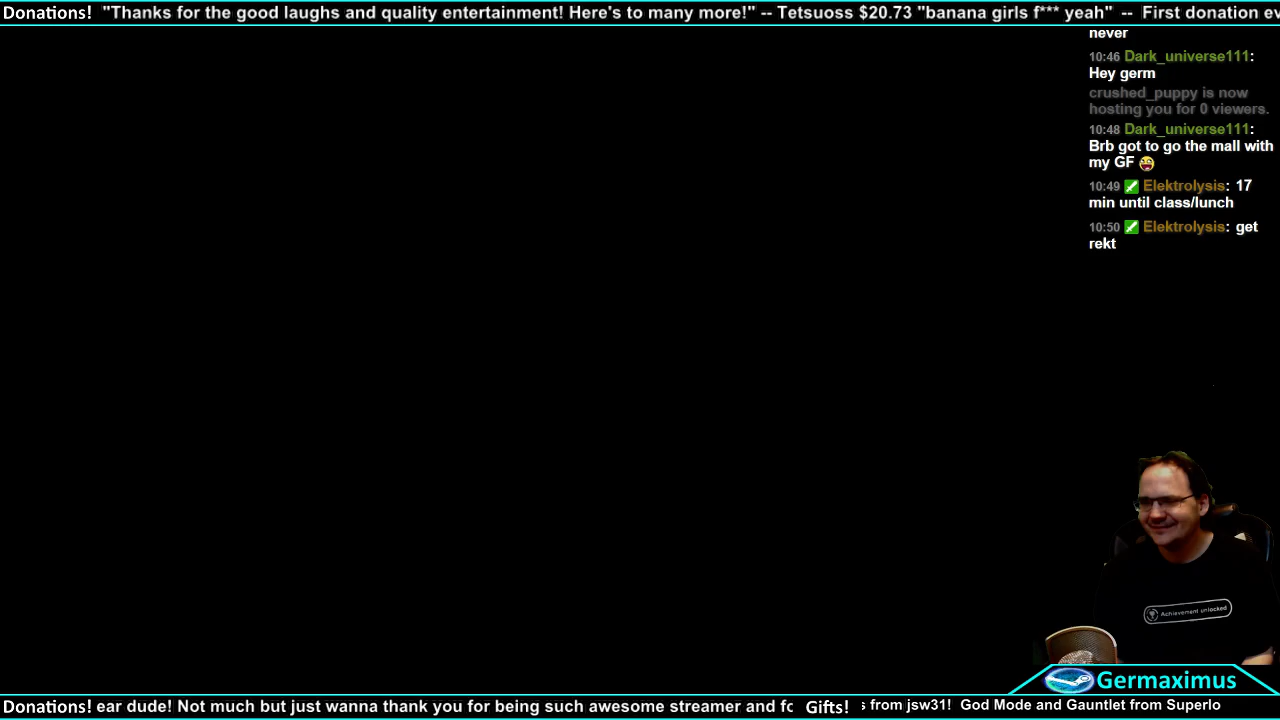 Donations! "Thanks for the good laughs and quality entertainment! Here's to many more!" -- Tetsuoss $20.73 "banana girls f*** yeah" -- First donation ev
never
10:46 Dark_universe111:
Hey germ
crushed_puppy is now
hosting you for 0 viewers.
10:48 Dark_universe111:
Brb got to go the mall with
my GF
10:49 Elektrolysis: 17
min until class/lunch
10:50 Elektrolysis: get
rekt
Achievement unlocked
Germaximus
Donations! ear dude! Not much but just wanna thank you for being such awesome streamer and fo Gifts! s from jsw31! God Mode and Gauntlet from Superlo